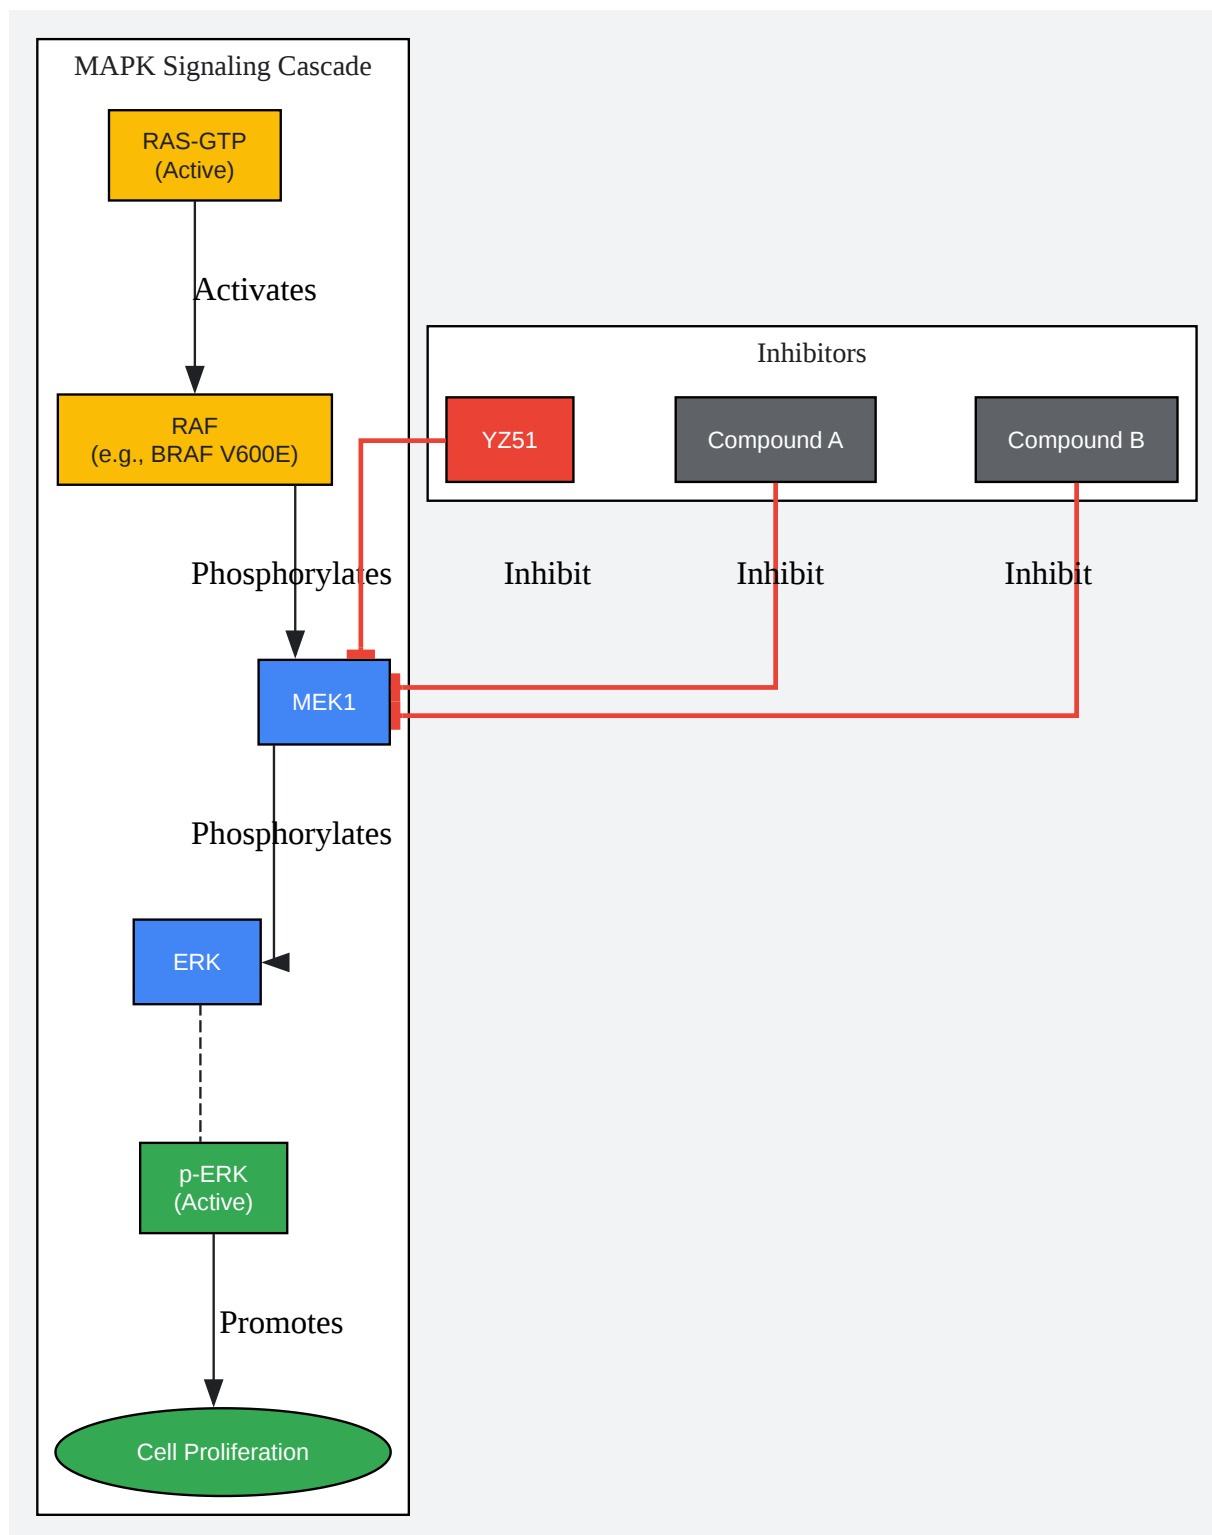 MAPK Signaling Cascade
RAS-GTP
(Active)
Activates
Inhibitors
RAF
(e.g., BRAF V600E)
YZ51
Compound A
Compound B
Phosphorylates
Inhibit
Inhibit
Inhibit
MEK1
Phosphorylates
ERK
p-ERK
(Active)
Promotes
Cell Proliferation